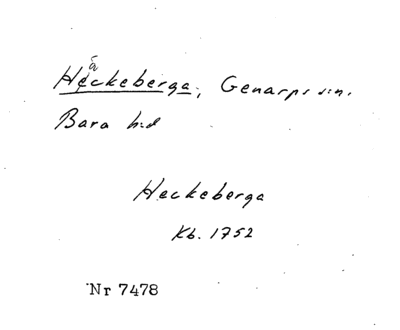 Häckeberga, Genarps sn.
Bara hd
Heckeberga
Kb. 1752
Nr 7478